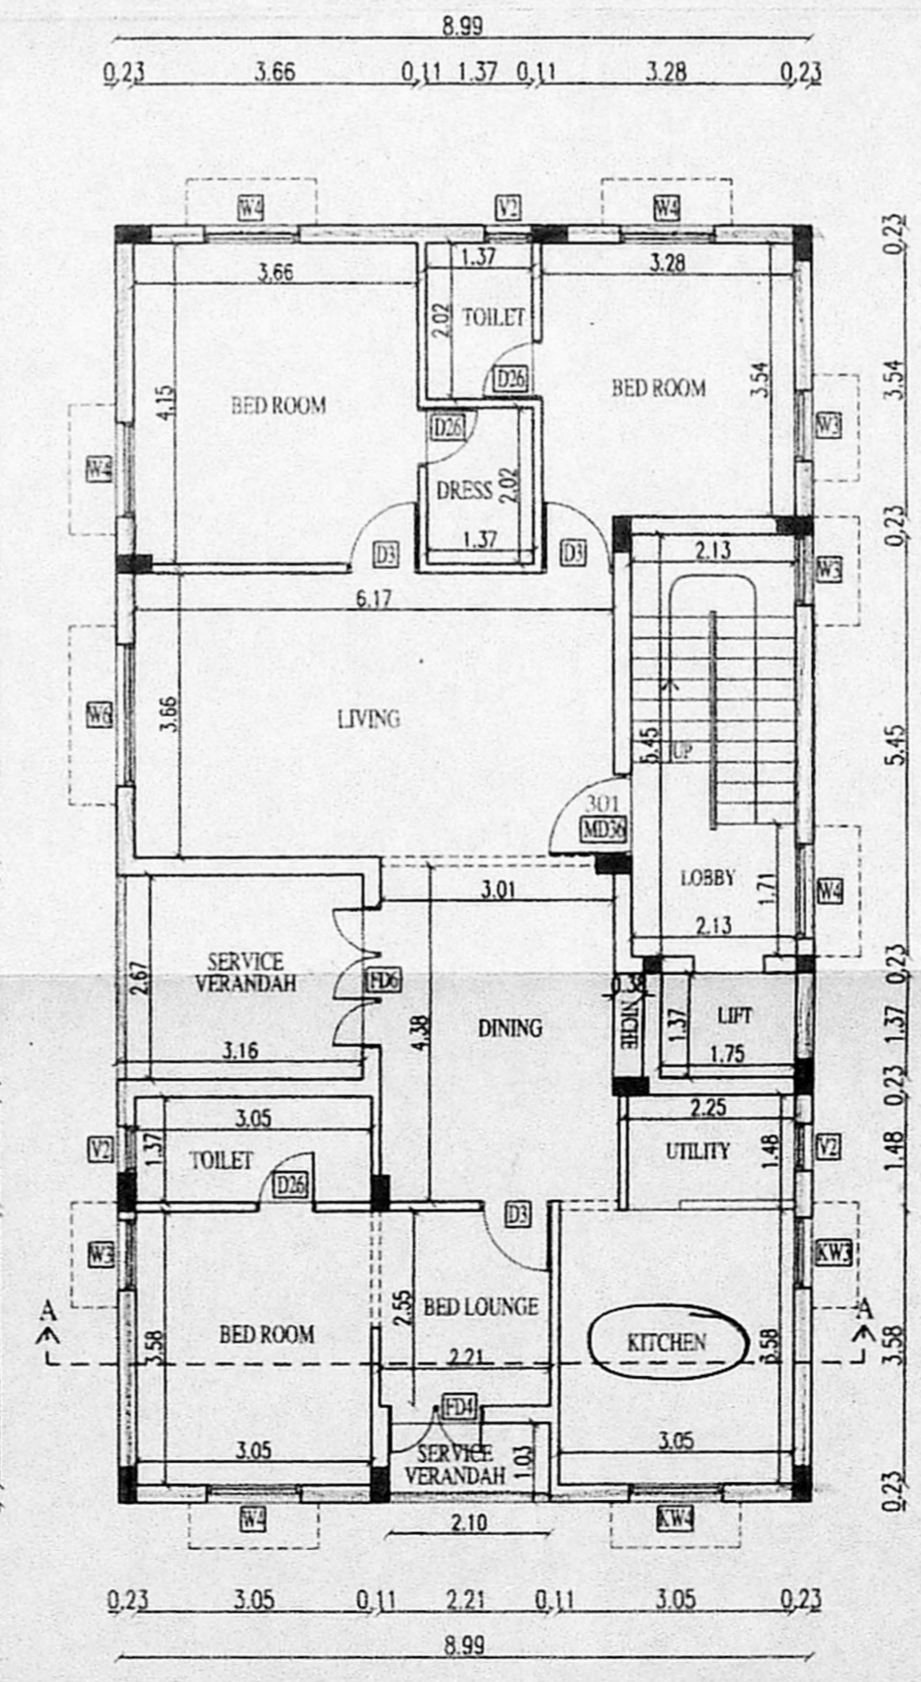 8.99
0.23 3.66 0.11 1.37 0.11 3.28 0.23
W4 V2 W4
0.23
3.66 1.37 3.28
2.02 TOILET
D26
BED ROOM 4.15
BED ROOM 3.54
3.54
W3
D26
W4
DRESS 2.02
1.37
D3 D3
0.23
2.13
W3
6.17
W6
3.66
LIVING
5.45
UP
5.45
301
MD36
LOBBY 1.71
W4
3.01
2.13
0.23
SERVICE
VERANDAH
2.67
FD6
3.16
0.38
NICHE
4.38
DINING
1.37
LIFT
1.75
1.37
0.23
3.05
2.25
V2
1.37
TOILET
UTILITY
1.48
V2
1.48
D26
D3
W3
KW3
A A
2.55
BED LOUNGE
BED ROOM
3.58
KITCHEN
3.58
3.58
2.21
FD4
3.05
SERVICE
VERANDAH
1.03
3.05
W4
KW4
0.23
2.10
0.23 3.05 0.11 2.21 0.11 3.05 0.23
8.99